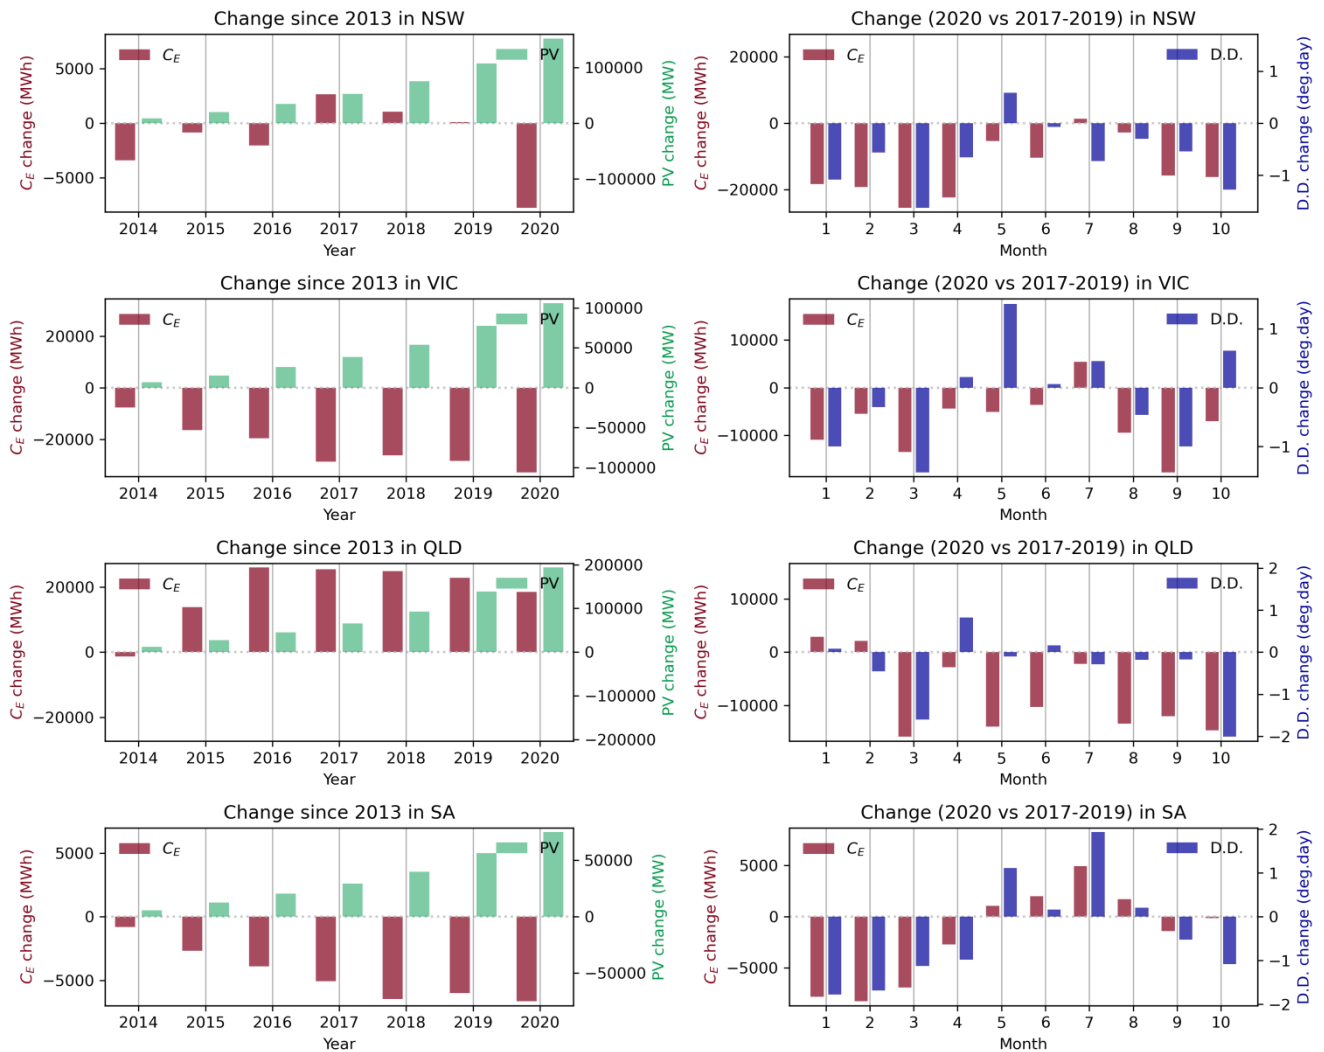 Change since 2013 in NSW
C_E change (MWh)
5000
0
−5000
C_E
PV
100000
0
−100000
PV change (MW)
2014 2015 2016 2017 2018 2019 2020
Year
Change (2020 vs 2017-2019) in NSW
C_E change (MWh)
20000
0
−20000
C_E
D.D.
1
0
−1
D.D. change (deg.day)
1 2 3 4 5 6 7 8 9 10
Month
Change since 2013 in VIC
C_E change (MWh)
20000
0
−20000
C_E
PV
100000
50000
0
−50000
−100000
PV change (MW)
2014 2015 2016 2017 2018 2019 2020
Year
Change (2020 vs 2017-2019) in VIC
C_E change (MWh)
10000
0
−10000
C_E
D.D.
1
0
−1
D.D. change (deg.day)
1 2 3 4 5 6 7 8 9 10
Month
Change since 2013 in QLD
C_E change (MWh)
20000
0
−20000
C_E
PV
200000
100000
0
−100000
−200000
PV change (MW)
2014 2015 2016 2017 2018 2019 2020
Year
Change (2020 vs 2017-2019) in QLD
C_E change (MWh)
10000
0
−10000
C_E
D.D.
2
1
0
−1
−2
D.D. change (deg.day)
1 2 3 4 5 6 7 8 9 10
Month
Change since 2013 in SA
C_E change (MWh)
5000
0
−5000
C_E
PV
50000
0
−50000
PV change (MW)
2014 2015 2016 2017 2018 2019 2020
Year
Change (2020 vs 2017-2019) in SA
C_E change (MWh)
5000
0
−5000
C_E
D.D.
2
1
0
−1
−2
D.D. change (deg.day)
1 2 3 4 5 6 7 8 9 10
Month